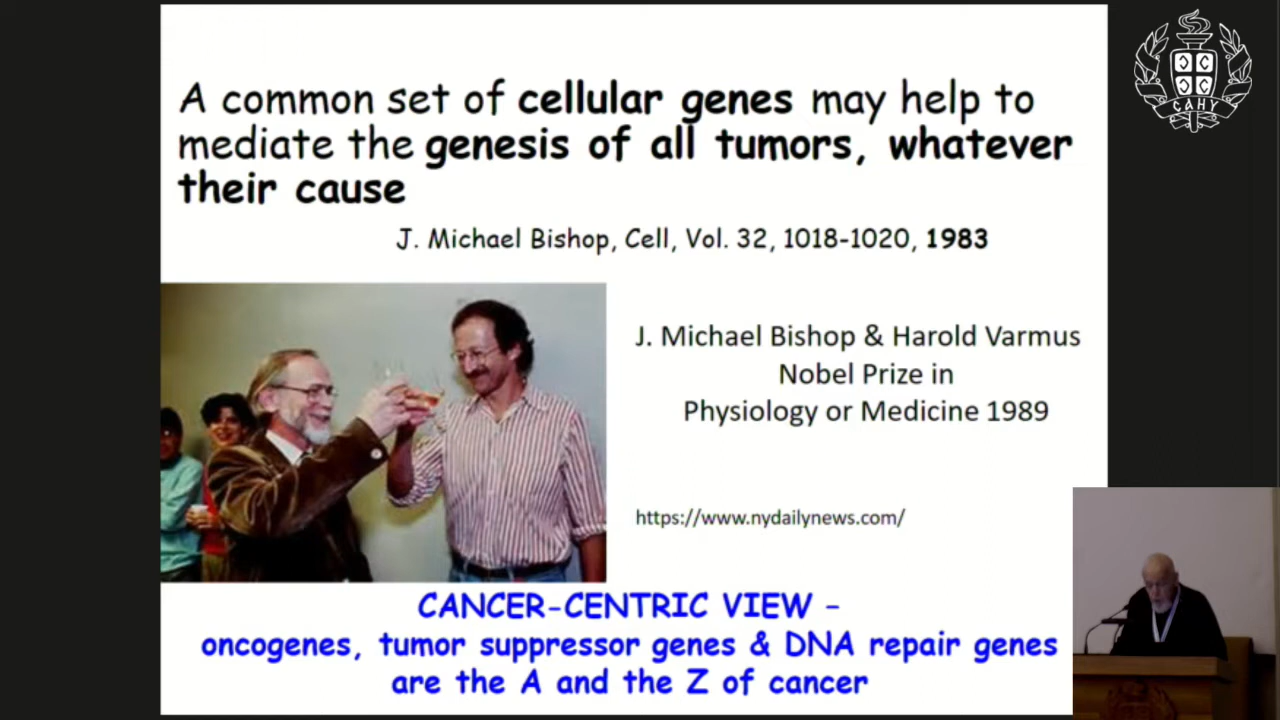 A common set of cellular genes may help to
mediate the genesis of all tumors, whatever
their cause
J. Michael Bishop, Cell, Vol. 32, 1018-1020, 1983
J. Michael Bishop & Harold Varmus
Nobel Prize in
Physiology or Medicine 1989
https://www.nydailynews.com/
CANCER-CENTRIC VIEW –
oncogenes, tumor suppressor genes & DNA repair genes
are the A and the Z of cancer
САНУ